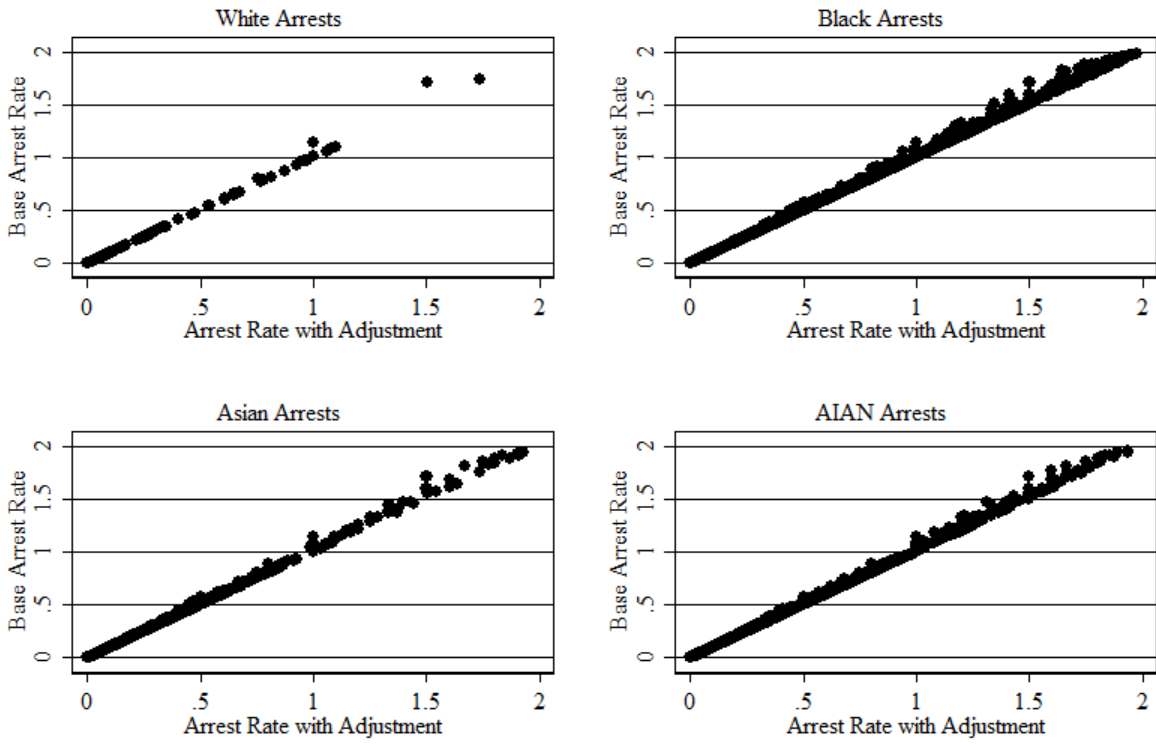 White Arrests
Base Arrest Rate
2
1.5
1
.5
0
0 .5 1 1.5 2
Arrest Rate with Adjustment
Black Arrests
Base Arrest Rate
2
1.5
1
.5
0
0 .5 1 1.5 2
Arrest Rate with Adjustment
Asian Arrests
Base Arrest Rate
2
1.5
1
.5
0
0 .5 1 1.5 2
Arrest Rate with Adjustment
AIAN Arrests
Base Arrest Rate
2
1.5
1
.5
0
0 .5 1 1.5 2
Arrest Rate with Adjustment